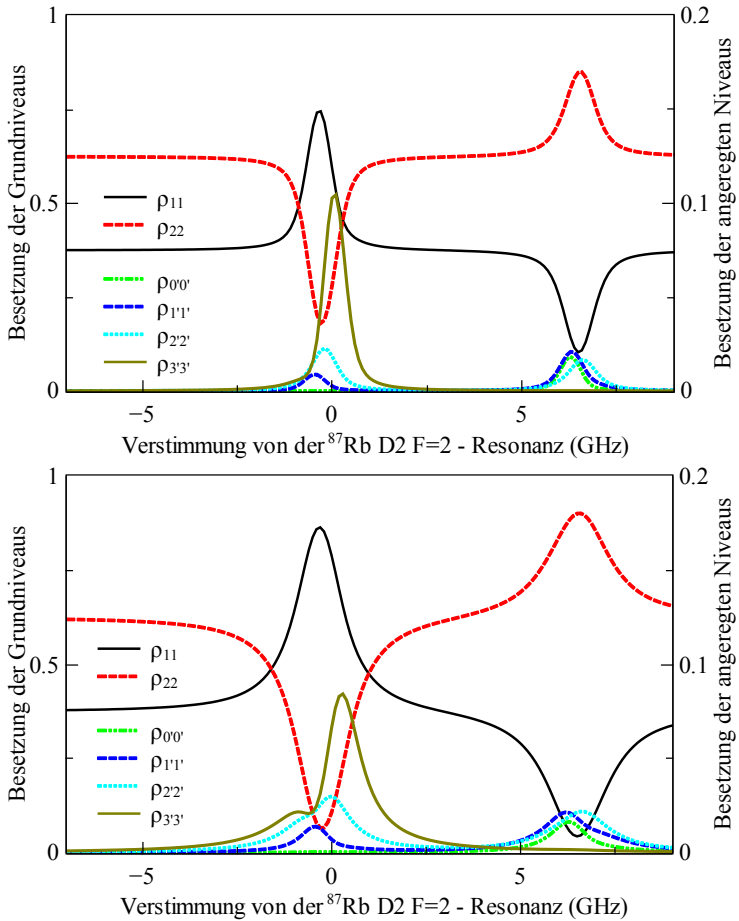 1
0.5
0
0.2
0.1
0
Besetzung der Grundniveaus
Besetzung der angeregten Niveaus
ρ₁₁
ρ₂₂
ρ₀'₀'
ρ₁'₁'
ρ₂'₂'
ρ₃'₃'
−5 0 5
Verstimmung von der ⁸⁷Rb D2 F=2 - Resonanz (GHz)
1
0.5
0
0.2
0.1
0
Besetzung der Grundniveaus
Besetzung der angeregten Niveaus
ρ₁₁
ρ₂₂
ρ₀'₀'
ρ₁'₁'
ρ₂'₂'
ρ₃'₃'
−5 0 5
Verstimmung von der ⁸⁷Rb D2 F=2 - Resonanz (GHz)